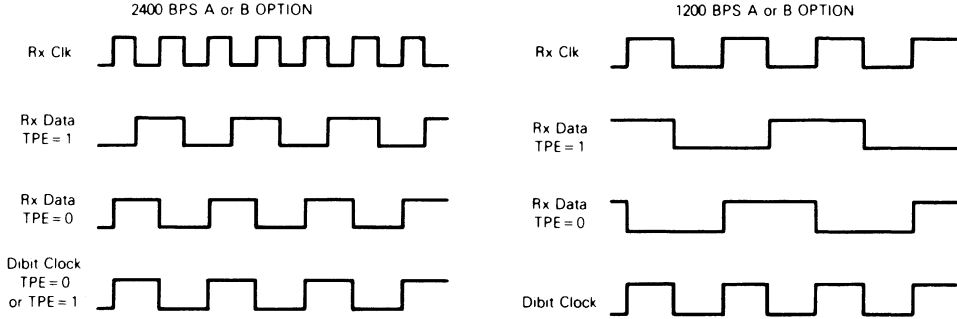 2400 BPS A or B OPTION
Rx Clk
Rx Data
TPE = 1
Rx Data
TPE = 0
Dibit Clock
TPE = 0
or TPE = 1
1200 BPS A or B OPTION
Rx Clk
Rx Data
TPE = 1
Rx Data
TPE = 0
Dibit Clock